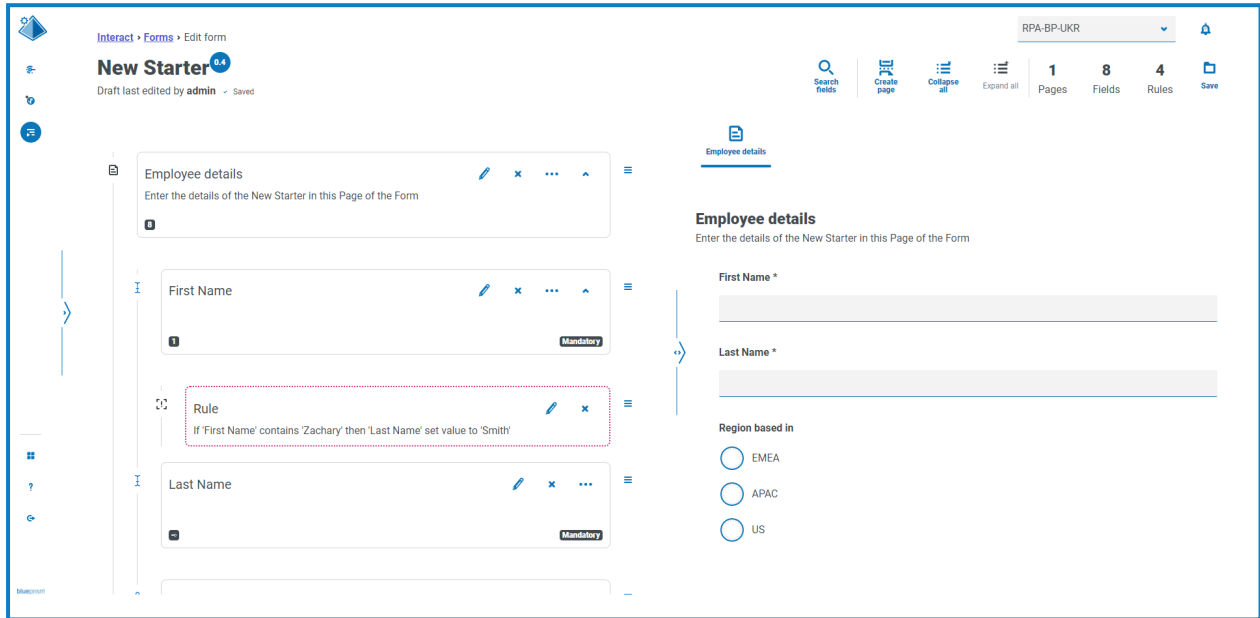 RPA-BP-UKR
Interact › Forms › Edit form
New Starter 0.4
Draft last edited by admin ✓ Saved
Search fields
Create page
Collapse all
Expand all
1 Pages
8 Fields
4 Rules
Save
Employee details
Enter the details of the New Starter in this Page of the Form
8
First Name
1
Mandatory
Rule
If 'First Name' contains 'Zachary' then 'Last Name' set value to 'Smith'
Last Name
Mandatory
?
blueprism
Employee details
Employee details
Enter the details of the New Starter in this Page of the Form
First Name *
Last Name *
Region based in
EMEA
APAC
US